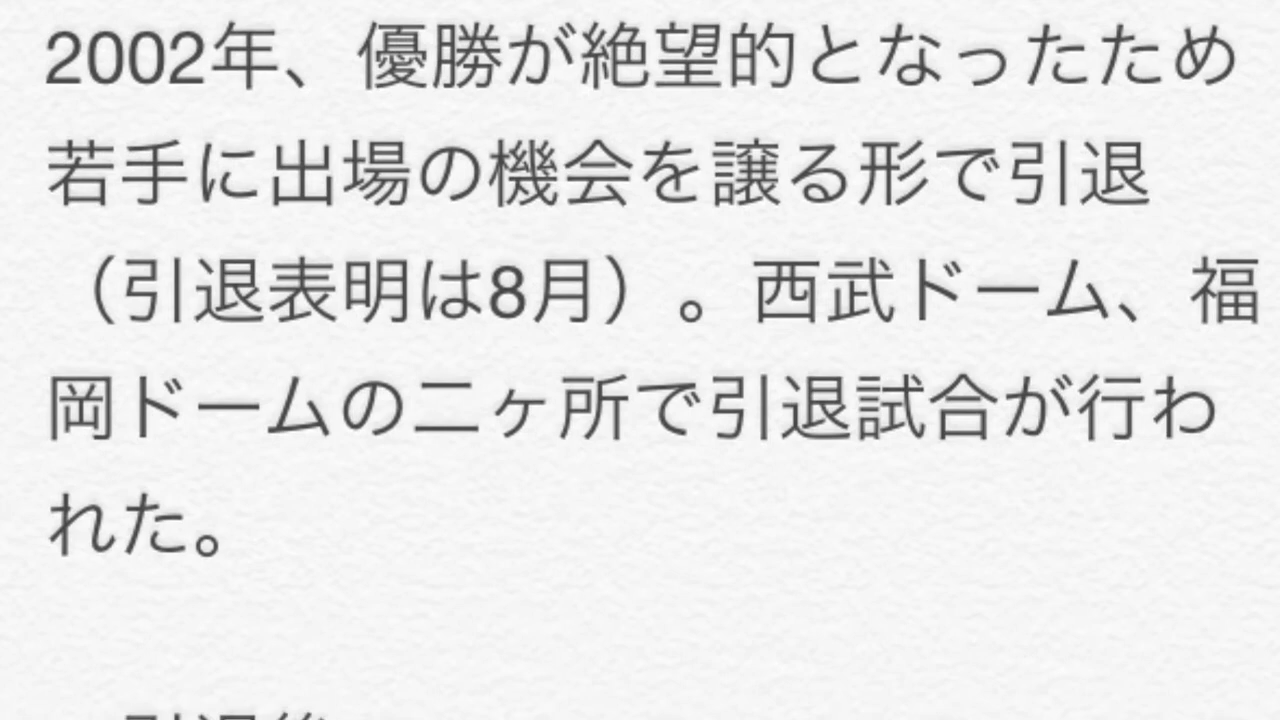 2002年、優勝が絶望的となったため
若手に出場の機会を譲る形で引退
（引退表明は8月）。西武ドーム、福
岡ドームの二ヶ所で引退試合が行わ
れた。
引退後